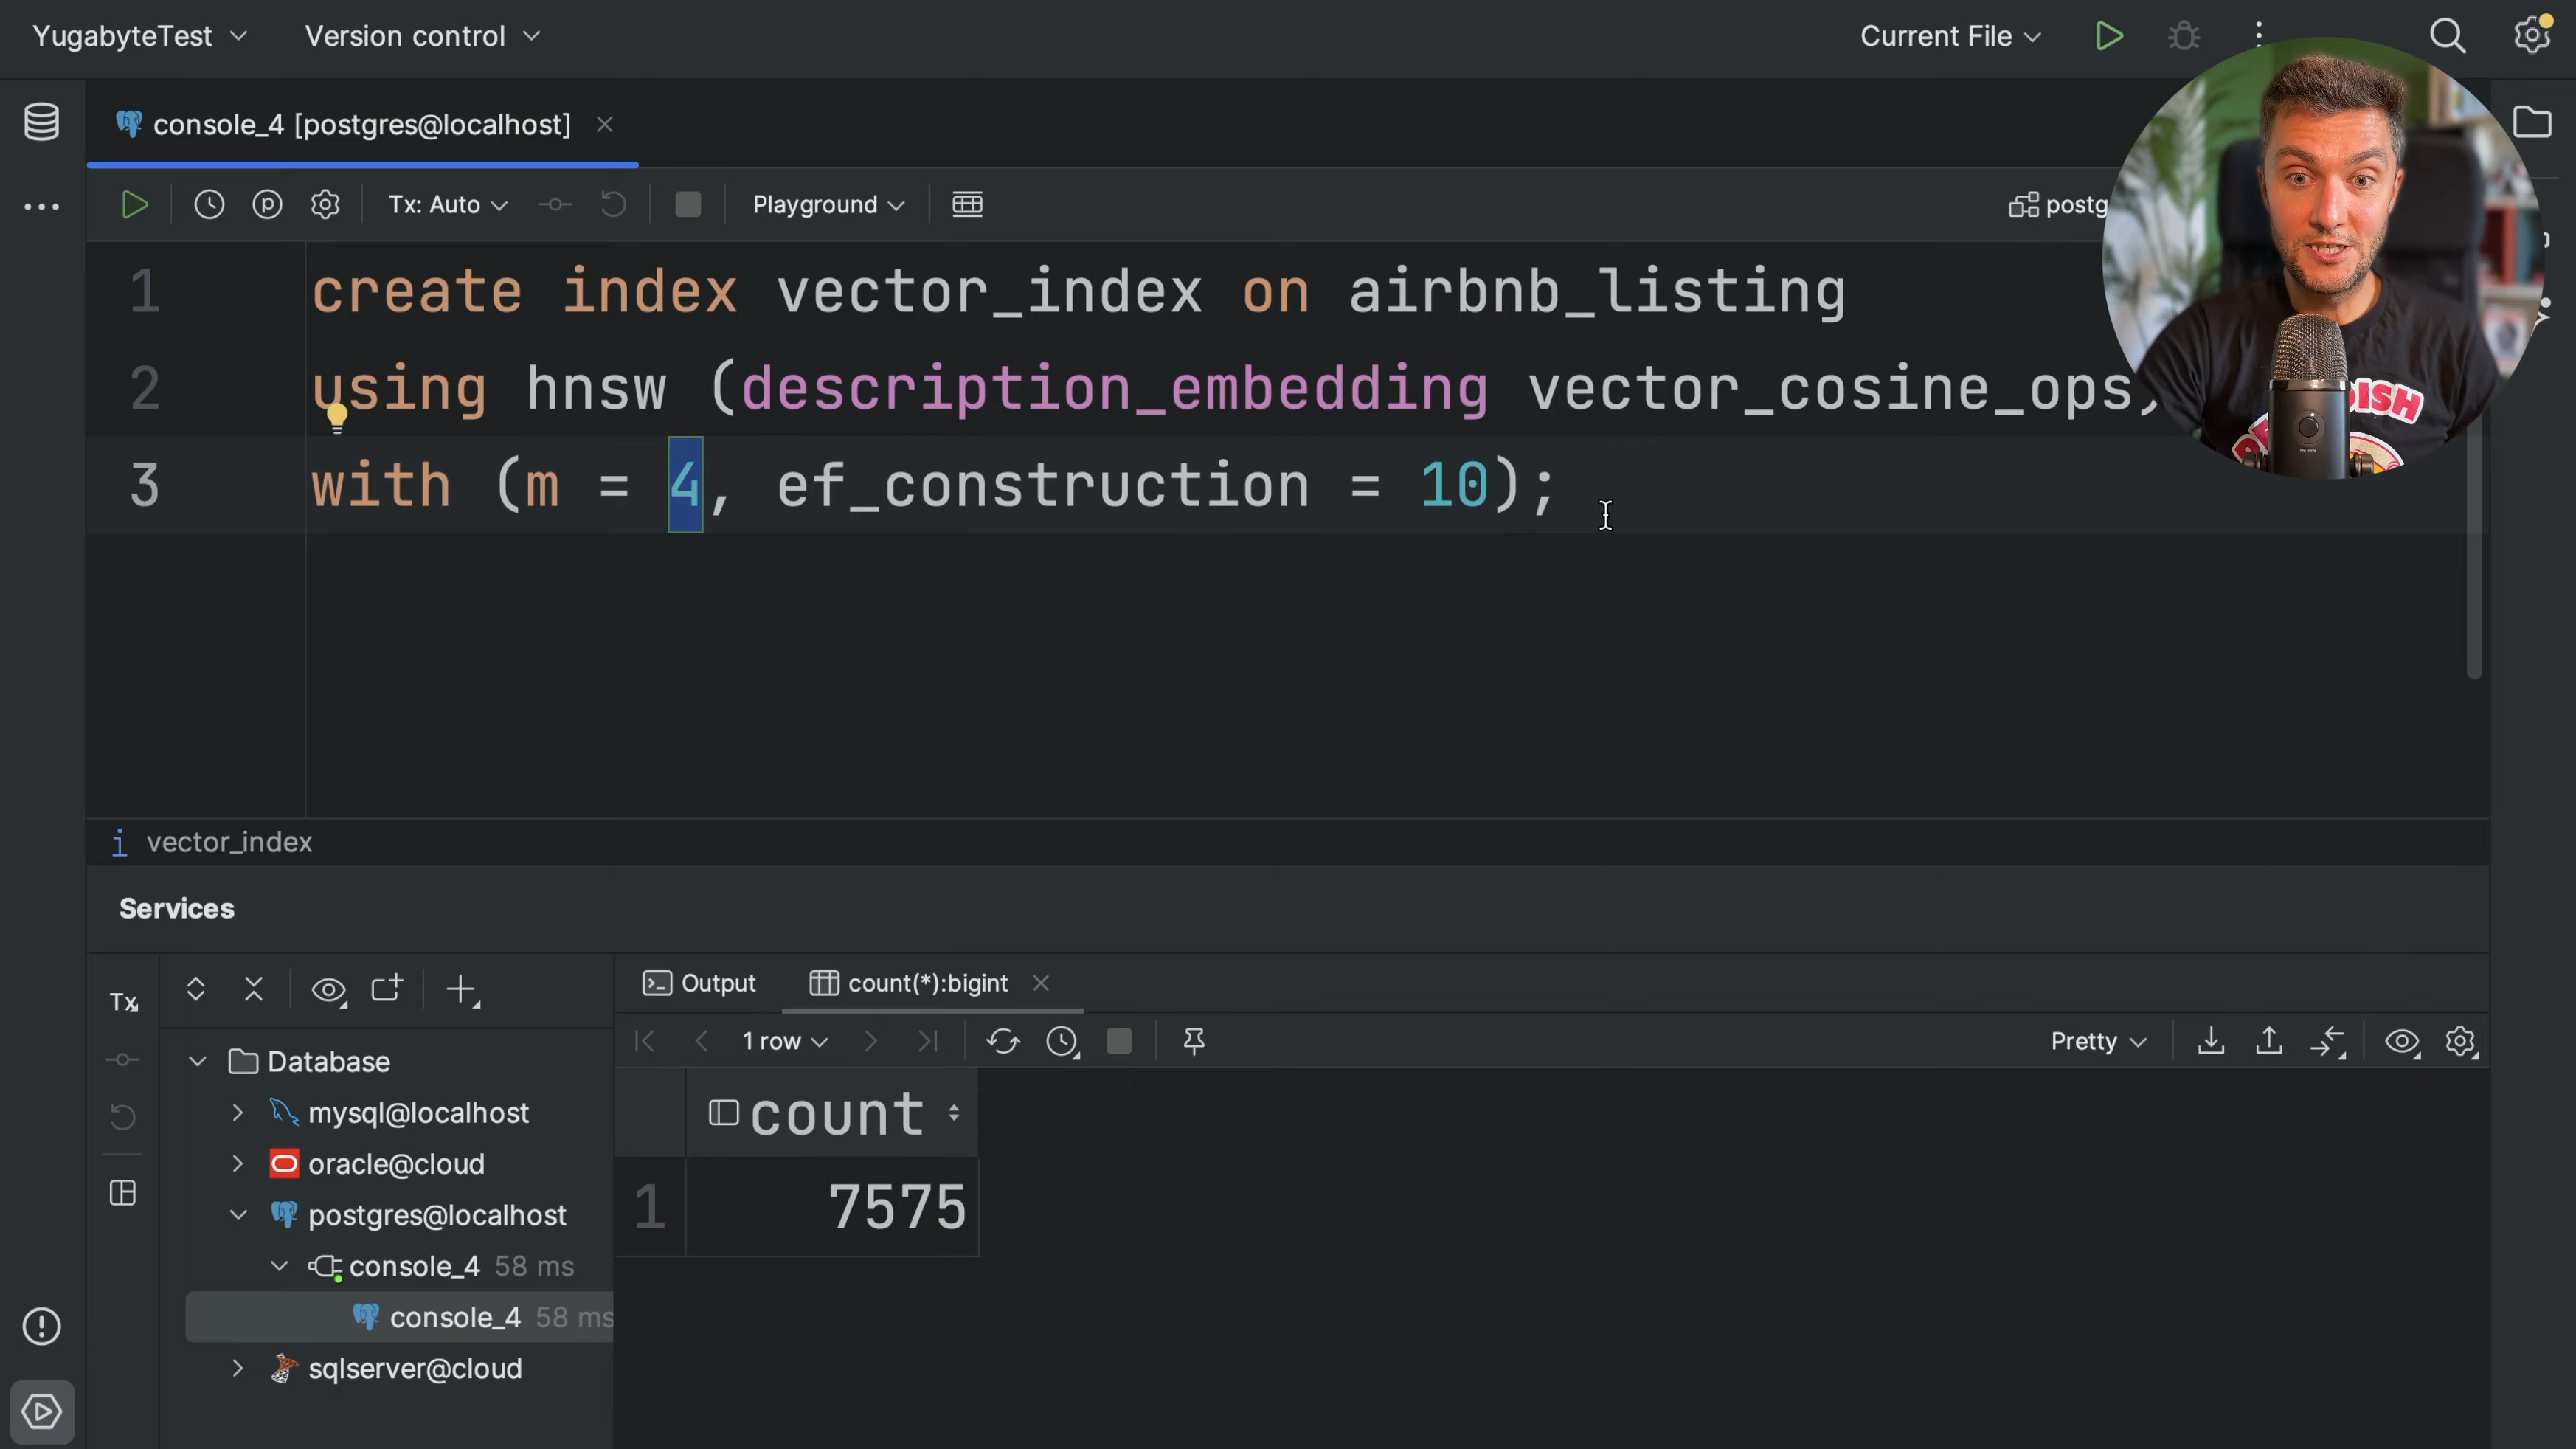 YugabyteTest
Version control
Current File
console_4 [postgres@localhost]
Tx: Auto
Playground
1 create index vector_index on airbnb_listing
2 using hnsw (description_embedding vector_cosine_ops)
3 with (m = 4, ef_construction = 10);
vector_index
Services
Tx
Output
count(*):bigint
1 row
Pretty
Database
mysql@localhost
oracle@cloud
postgres@localhost
console_4 58 ms
console_4 58 ms
sqlserver@cloud
count
1 7575